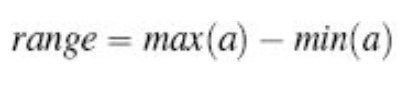 range = max(a) − min(a)